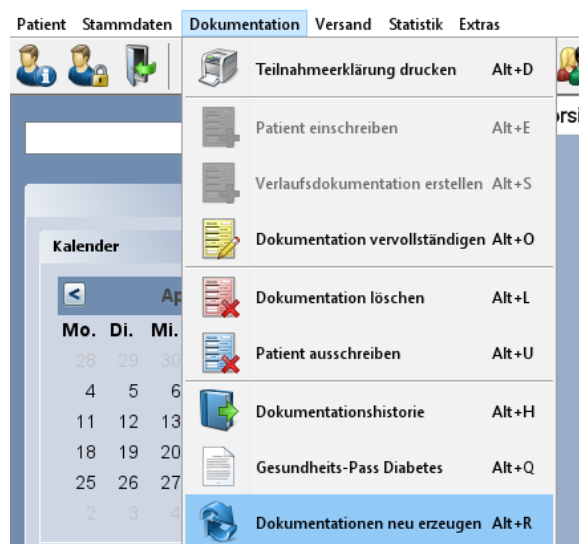 Patient Stammdaten Dokumentation Versand Statistik Extras
Teilnahmeerklärung drucken Alt+D
Patient einschreiben Alt+E
Verlaufsdokumentation erstellen Alt+S
Dokumentation vervollständigen Alt+O
Kalender
Dokumentation löschen Alt+L
Mo. Di. Mi.
28 29 30
Patient ausschreiben Alt+U
4 5 6
Dokumentationshistorie Alt+H
11 12 13
18 19 20
Gesundheits-Pass Diabetes Alt+Q
25 26 27
2 3 4
Dokumentationen neu erzeugen Alt+R